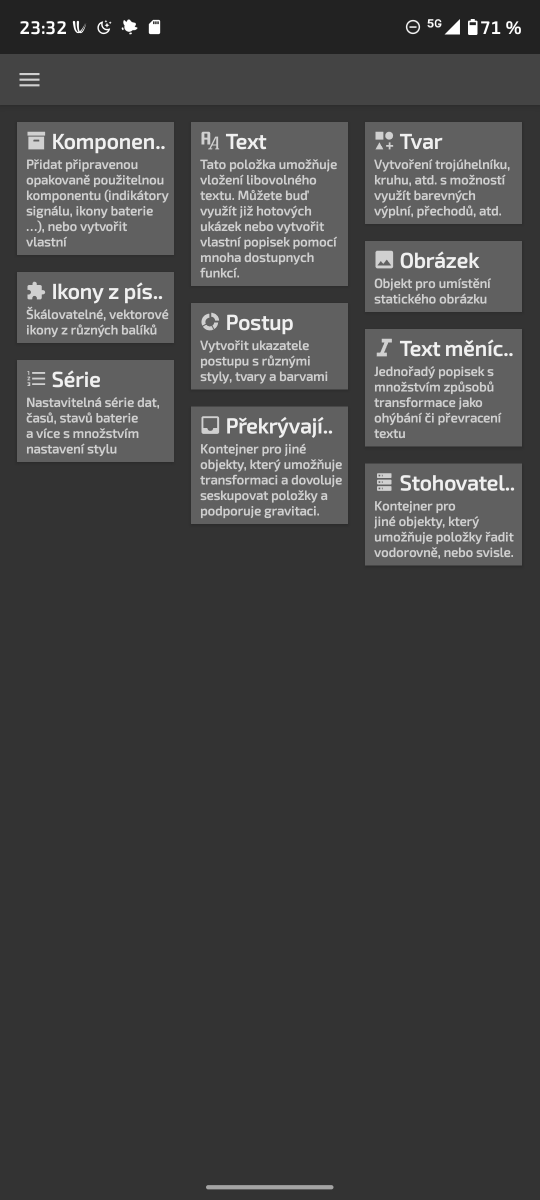 23:32
5G
71 %
Komponen..
Přidat připravenou
opakovaně použitelnou
komponentu (indikátory
signálu, ikony baterie
…), nebo vytvořit
vlastní
Ikony z pís..
Škálovatelné, vektorové
ikony z různých balíků
Série
Nastavitelná série dat,
časů, stavů baterie
a více s množstvím
nastavení stylu
Text
Tato položka umožňuje
vložení libovolného
textu. Můžete buď
využít již hotových
ukázek nebo vytvořit
vlastní popisek pomocí
mnoha dostupnych
funkcí.
Postup
Vytvořit ukazatele
postupu s různými
styly, tvary a barvami
Překrývají..
Kontejner pro jiné
objekty, který umožňuje
transformaci a dovoluje
seskupovat položky a
podporuje gravitaci.
Tvar
Vytvoření trojúhelníku,
kruhu, atd. s možností
využít barevných
výplní, přechodů, atd.
Obrázek
Objekt pro umístění
statického obrázku
Text měníc..
Jednořadý popisek s
množstvím způsobů
transformace jako
ohýbání či převracení
textu
Stohovatel..
Kontejner pro
jiné objekty, který
umožňuje položky řadit
vodorovně, nebo svisle.